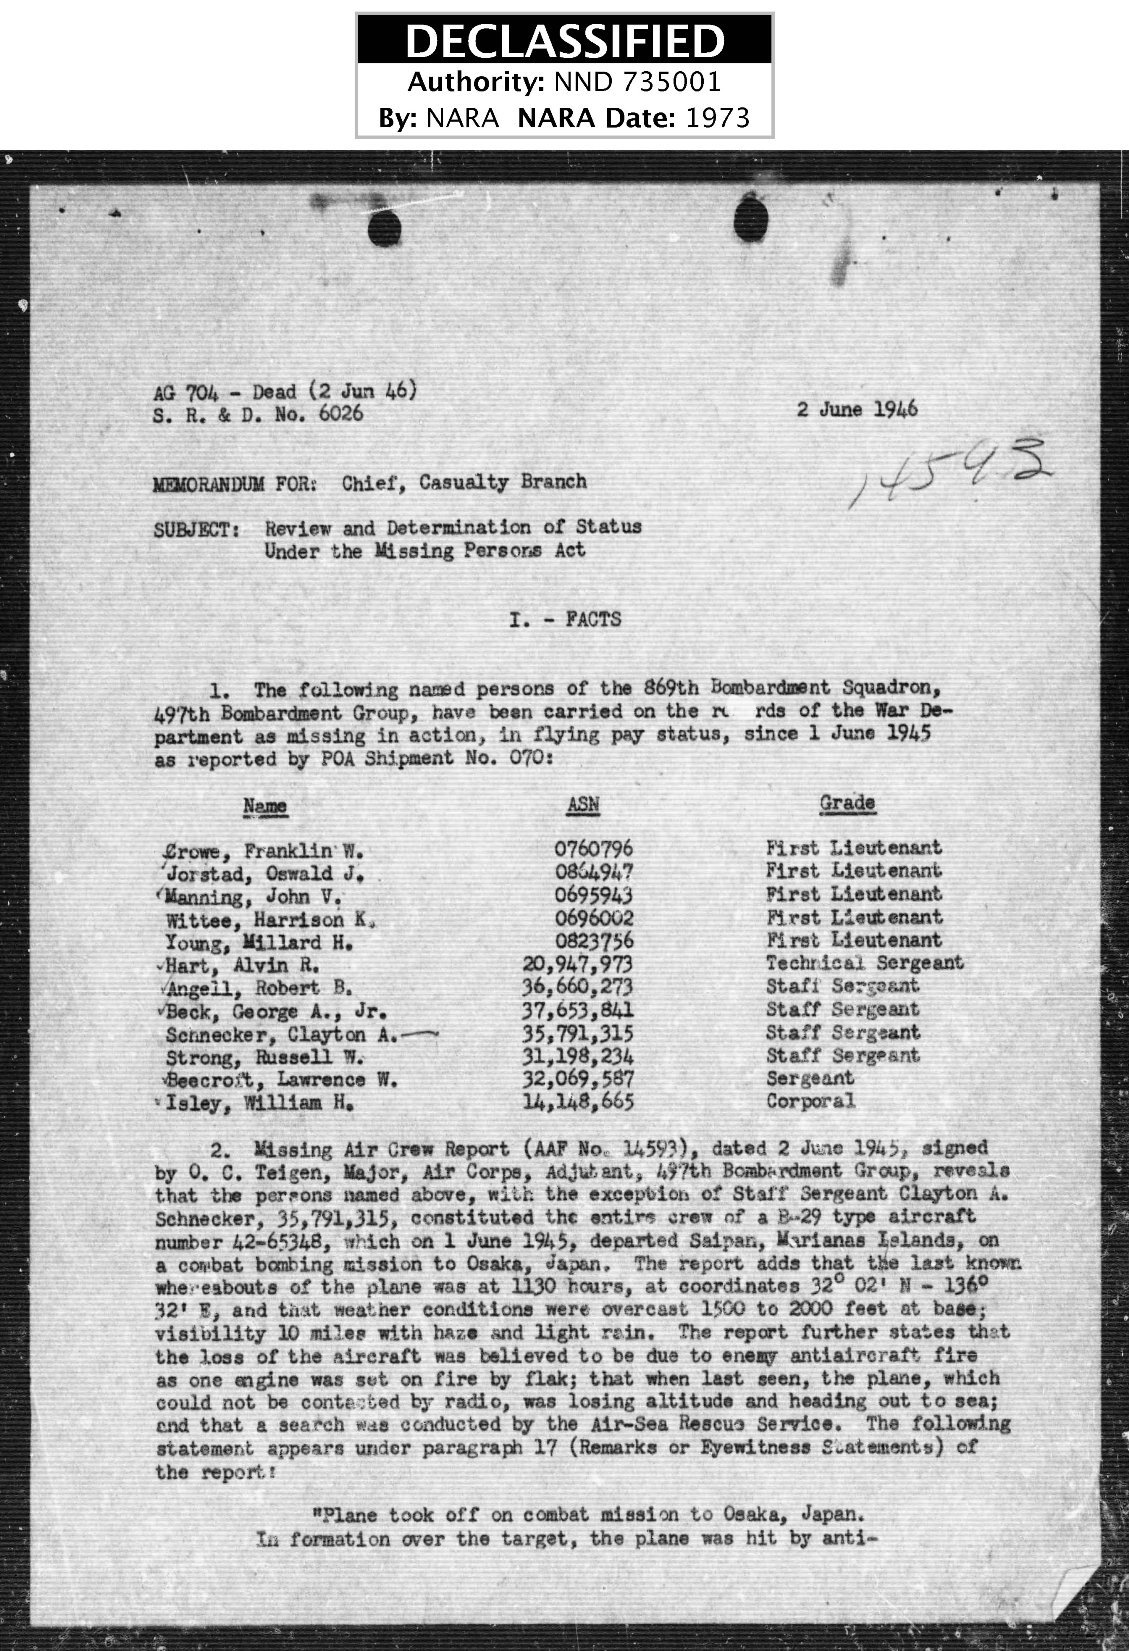 DECLASSIFIED
Authority: NND 735001
By: NARA NARA Date: 1973
AG 704 - Dead (2 Jun 46)
S. R. & D. No. 6026
2 June 1946
14593
MEMORANDUM FOR: Chief, Casualty Branch
SUBJECT: Review and Determination of Status
Under the Missing Persons Act
I. - FACTS
1. The following named persons of the 869th Bombardment Squadron,
497th Bombardment Group, have been carried on the rds of the War De-
partment as missing in action, in flying pay status, since 1 June 1945
as reported by POA Shipment No. 070:
Name ASN Grade
Crowe, Franklin W. 0760796 First Lieutenant
Jorstad, Oswald J. 0864947 First Lieutenant
Manning, John V. 0695943 First Lieutenant
Wittee, Harrison K. 0696002 First Lieutenant
Young, Millard H. 0823756 First Lieutenant
Hart, Alvin R. 20,947,973 Technical Sergeant
Angell, Robert B. 36,660,273 Staff Sergeant
Beck, George A., Jr. 37,653,841 Staff Sergeant
Schnecker, Clayton A. 35,791,315 Staff Sergeant
Strong, Russell W. 31,198,234 Staff Sergeant
Beecroft, Lawrence W. 32,069,587 Sergeant
Isley, William H. 14,148,665 Corporal
2. Missing Air Crew Report (AAF No. 14593), dated 2 June 1945, signed
by O. C. Teigen, Major, Air Corps, Adjutant, 497th Bombardment Group, reveals
that the persons named above, with the exception of Staff Sergeant Clayton A.
Schnecker, 35,791,315, constituted the entire crew of a B-29 type aircraft
number 42-65348, which on 1 June 1945, departed Saipan, Marianas Islands, on
a combat bombing mission to Osaka, Japan. The report adds that the last known
whereabouts of the plane was at 1130 hours, at coordinates 32° 02' N - 136°
32' E, and that weather conditions were overcast 1500 to 2000 feet at base;
visibility 10 miles with haze and light rain. The report further states that
the loss of the aircraft was believed to be due to enemy antiaircraft fire
as one engine was set on fire by flak; that when last seen, the plane, which
could not be contacted by radio, was losing altitude and heading out to sea;
and that a search was conducted by the Air-Sea Rescue Service. The following
statement appears under paragraph 17 (Remarks or Eyewitness Statements) of
the report:
"Plane took off on combat mission to Osaka, Japan.
In formation over the target, the plane was hit by anti-